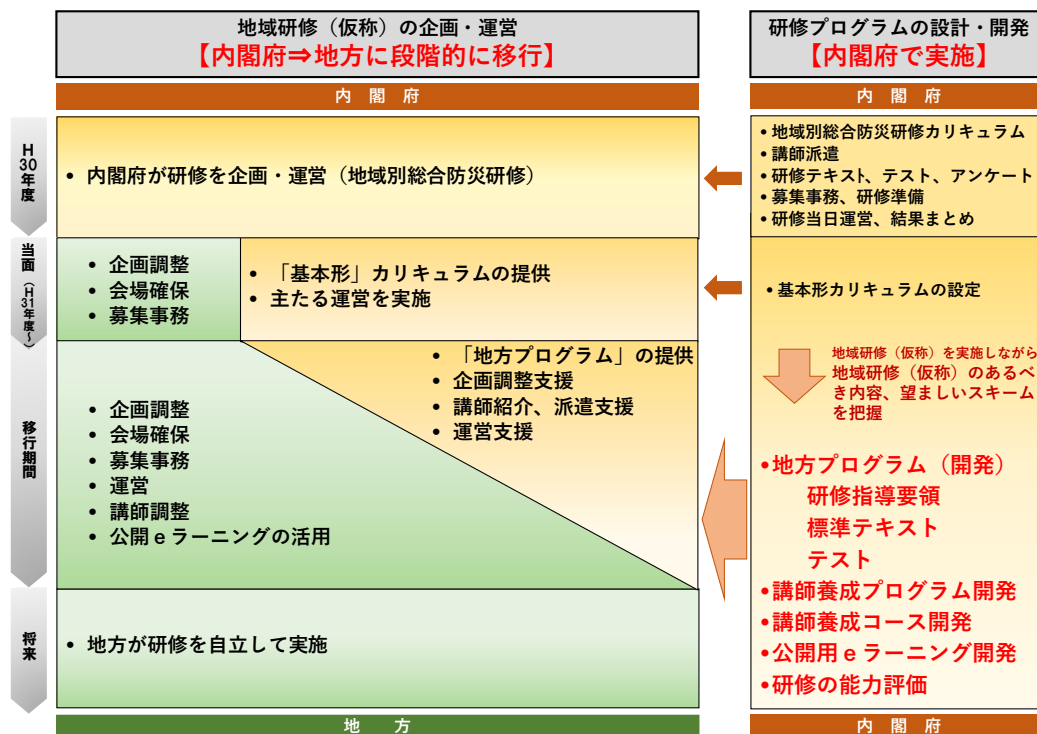 地域研修（仮称）の企画・運営
【内閣府⇒地方に段階的に移行】
研修プログラムの設計・開発
【内閣府で実施】
内 閣 府
内 閣 府
H30年度
• 内閣府が研修を企画・運営（地域別総合防災研修）
• 地域別総合防災研修カリキュラム
• 講師派遣
• 研修テキスト、テスト、アンケート
• 募集事務、研修準備
• 研修当日運営、結果まとめ
当面（H31年度～）
• 企画調整
• 会場確保
• 募集事務
• 「基本形」カリキュラムの提供
• 主たる運営を実施
• 基本形カリキュラムの設定
移行期間
• 企画調整
• 会場確保
• 募集事務
• 運営
• 講師調整
• 公開ｅラーニングの活用
• 「地方プログラム」の提供
• 企画調整支援
• 講師紹介、派遣支援
• 運営支援
地域研修（仮称）を実施しながら
地域研修（仮称）のあるべ
き内容、望ましいスキーム
を把握
•地方プログラム（開発）
研修指導要領
標準テキスト
テスト
•講師養成プログラム開発
•講師養成コース開発
•公開用ｅラーニング開発
•研修の能力評価
将来
• 地方が研修を自立して実施
地 方
内 閣 府